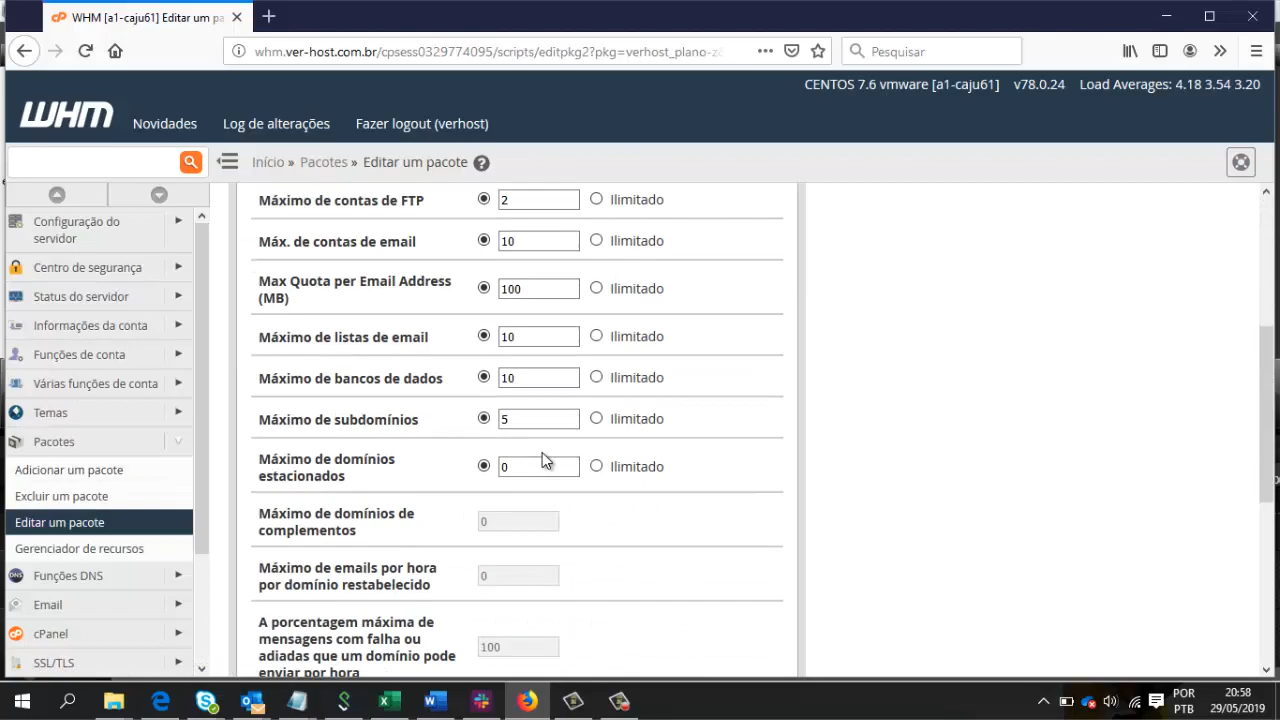 WHM [a1-caju61] Editar um pa
whm.ver-host.com.br/cpsess0329774095/scripts/editpkg2?pkg=verhost_plano-z
Pesquisar
CENTOS 7.6 vmware [a1-caju61] v78.0.24 Load Averages: 4.18 3.54 3.20
WHM
Novidades Log de alterações Fazer logout (verhost)
Início » Pacotes » Editar um pacote
Configuração do
servidor
Centro de segurança
Status do servidor
Informações da conta
Funções de conta
Várias funções de conta
Temas
Pacotes
Adicionar um pacote
Excluir um pacote
Editar um pacote
Gerenciador de recursos
DNS Funções DNS
Email
cPanel
SSL/TLS
Máximo de contas de FTP 2 Ilimitado
Máx. de contas de email 10 Ilimitado
Max Quota per Email Address
(MB) 100 Ilimitado
Máximo de listas de email 10 Ilimitado
Máximo de bancos de dados 10 Ilimitado
Máximo de subdomínios 5 Ilimitado
Máximo de domínios
estacionados 0 Ilimitado
Máximo de domínios de
complementos 0
Máximo de emails por hora
por domínio restabelecido 0
A porcentagem máxima de
mensagens com falha ou
adiadas que um domínio pode
enviar por hora 100
POR
PTB
20:58
29/05/2019